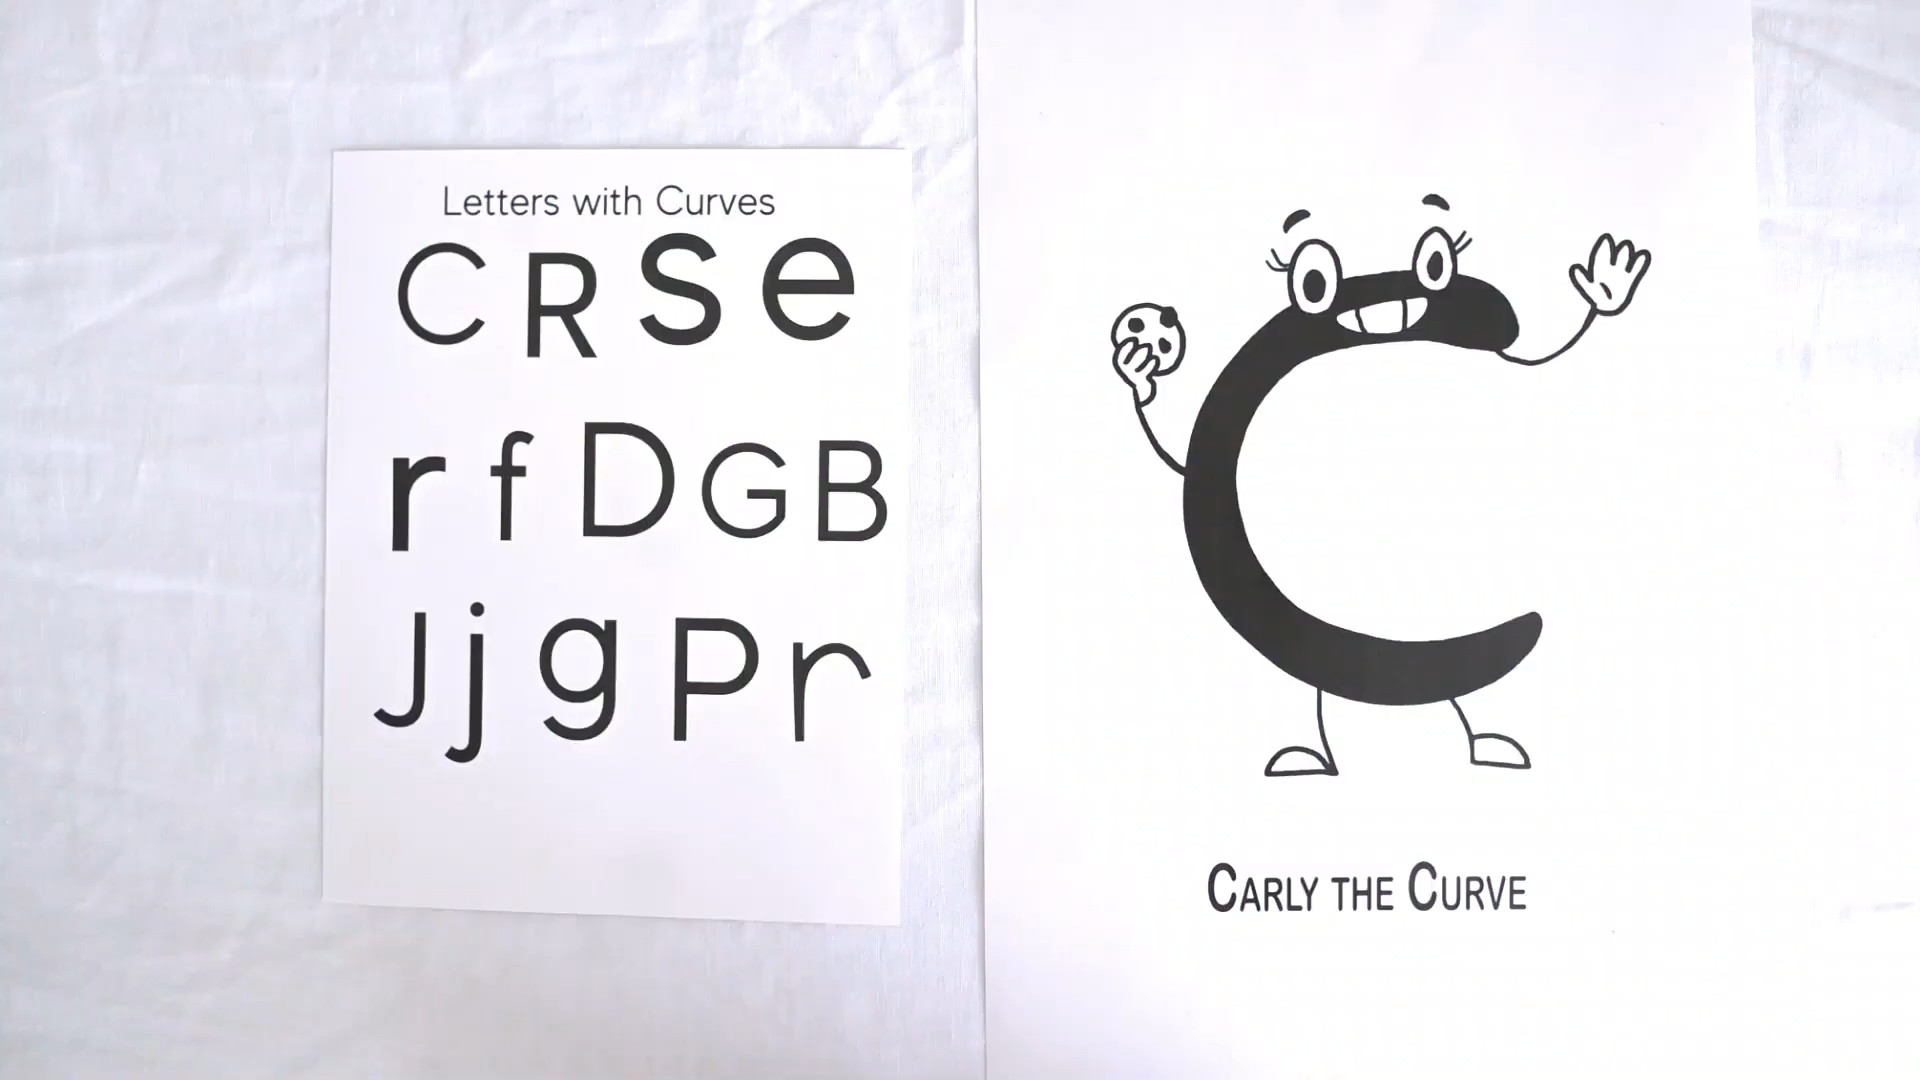 Letters with Curves
C R S e
r f D G B
J j g P r
CARLY THE CURVE